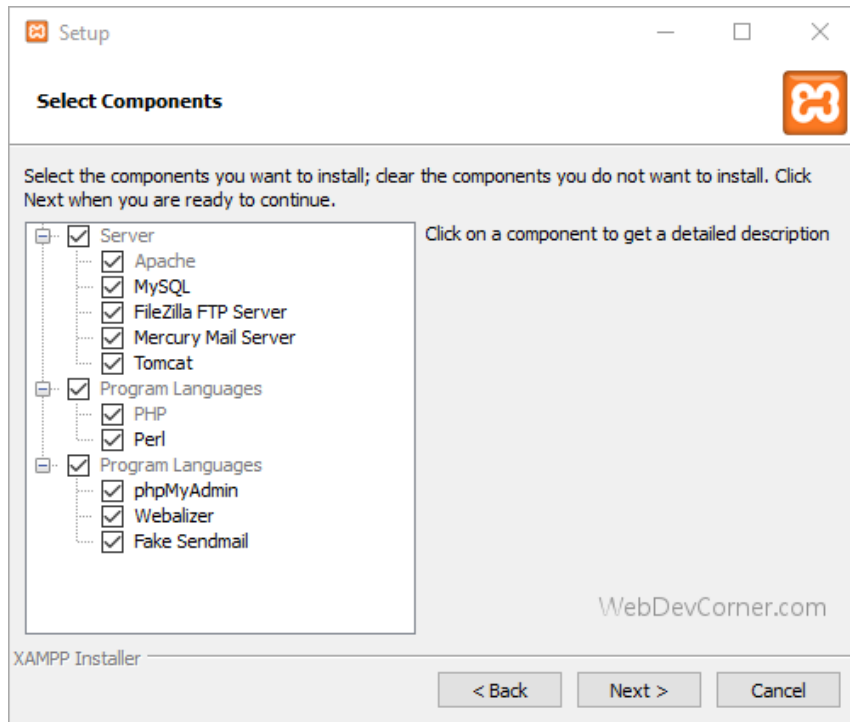 Setup
Select Components
Select the components you want to install; clear the components you do not want to install. Click
Next when you are ready to continue.
Server
Apache
MySQL
FileZilla FTP Server
Mercury Mail Server
Tomcat
Program Languages
PHP
Perl
Program Languages
phpMyAdmin
Webalizer
Fake Sendmail
Click on a component to get a detailed description
WebDevCorner.com
XAMPP Installer
< Back
Next >
Cancel